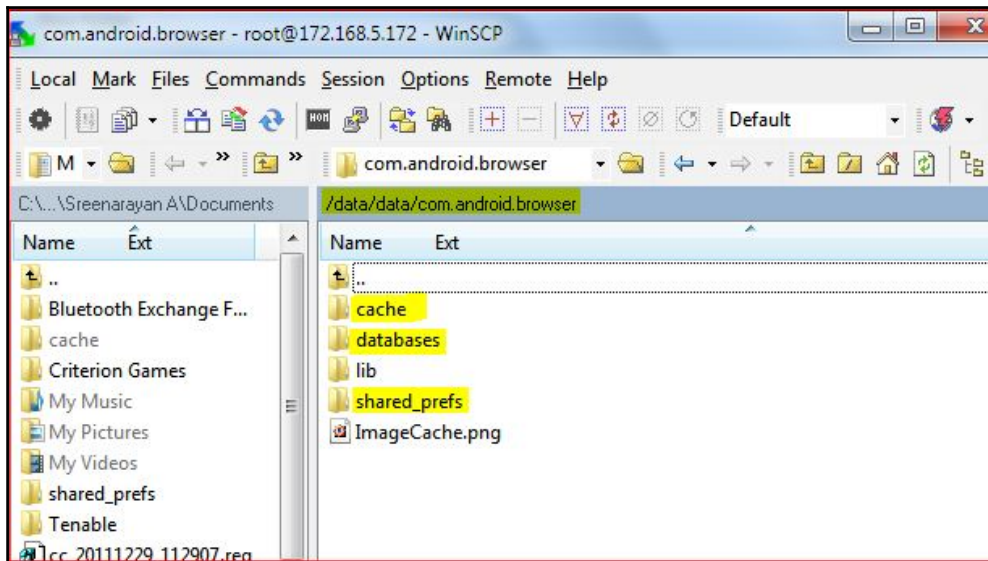 com.android.browser - root@172.168.5.172 - WinSCP
Local Mark Files Commands Session Options Remote Help
Default
M » » com.android.browser
C:\...\Sreenarayan A\Documents /data/data/com.android.browser
Name Ext Name Ext
.. ..
Bluetooth Exchange F... cache
cache databases
Criterion Games lib
My Music shared_prefs
My Pictures ImageCache.png
My Videos
shared_prefs
Tenable
cc_20111229_112907.reg